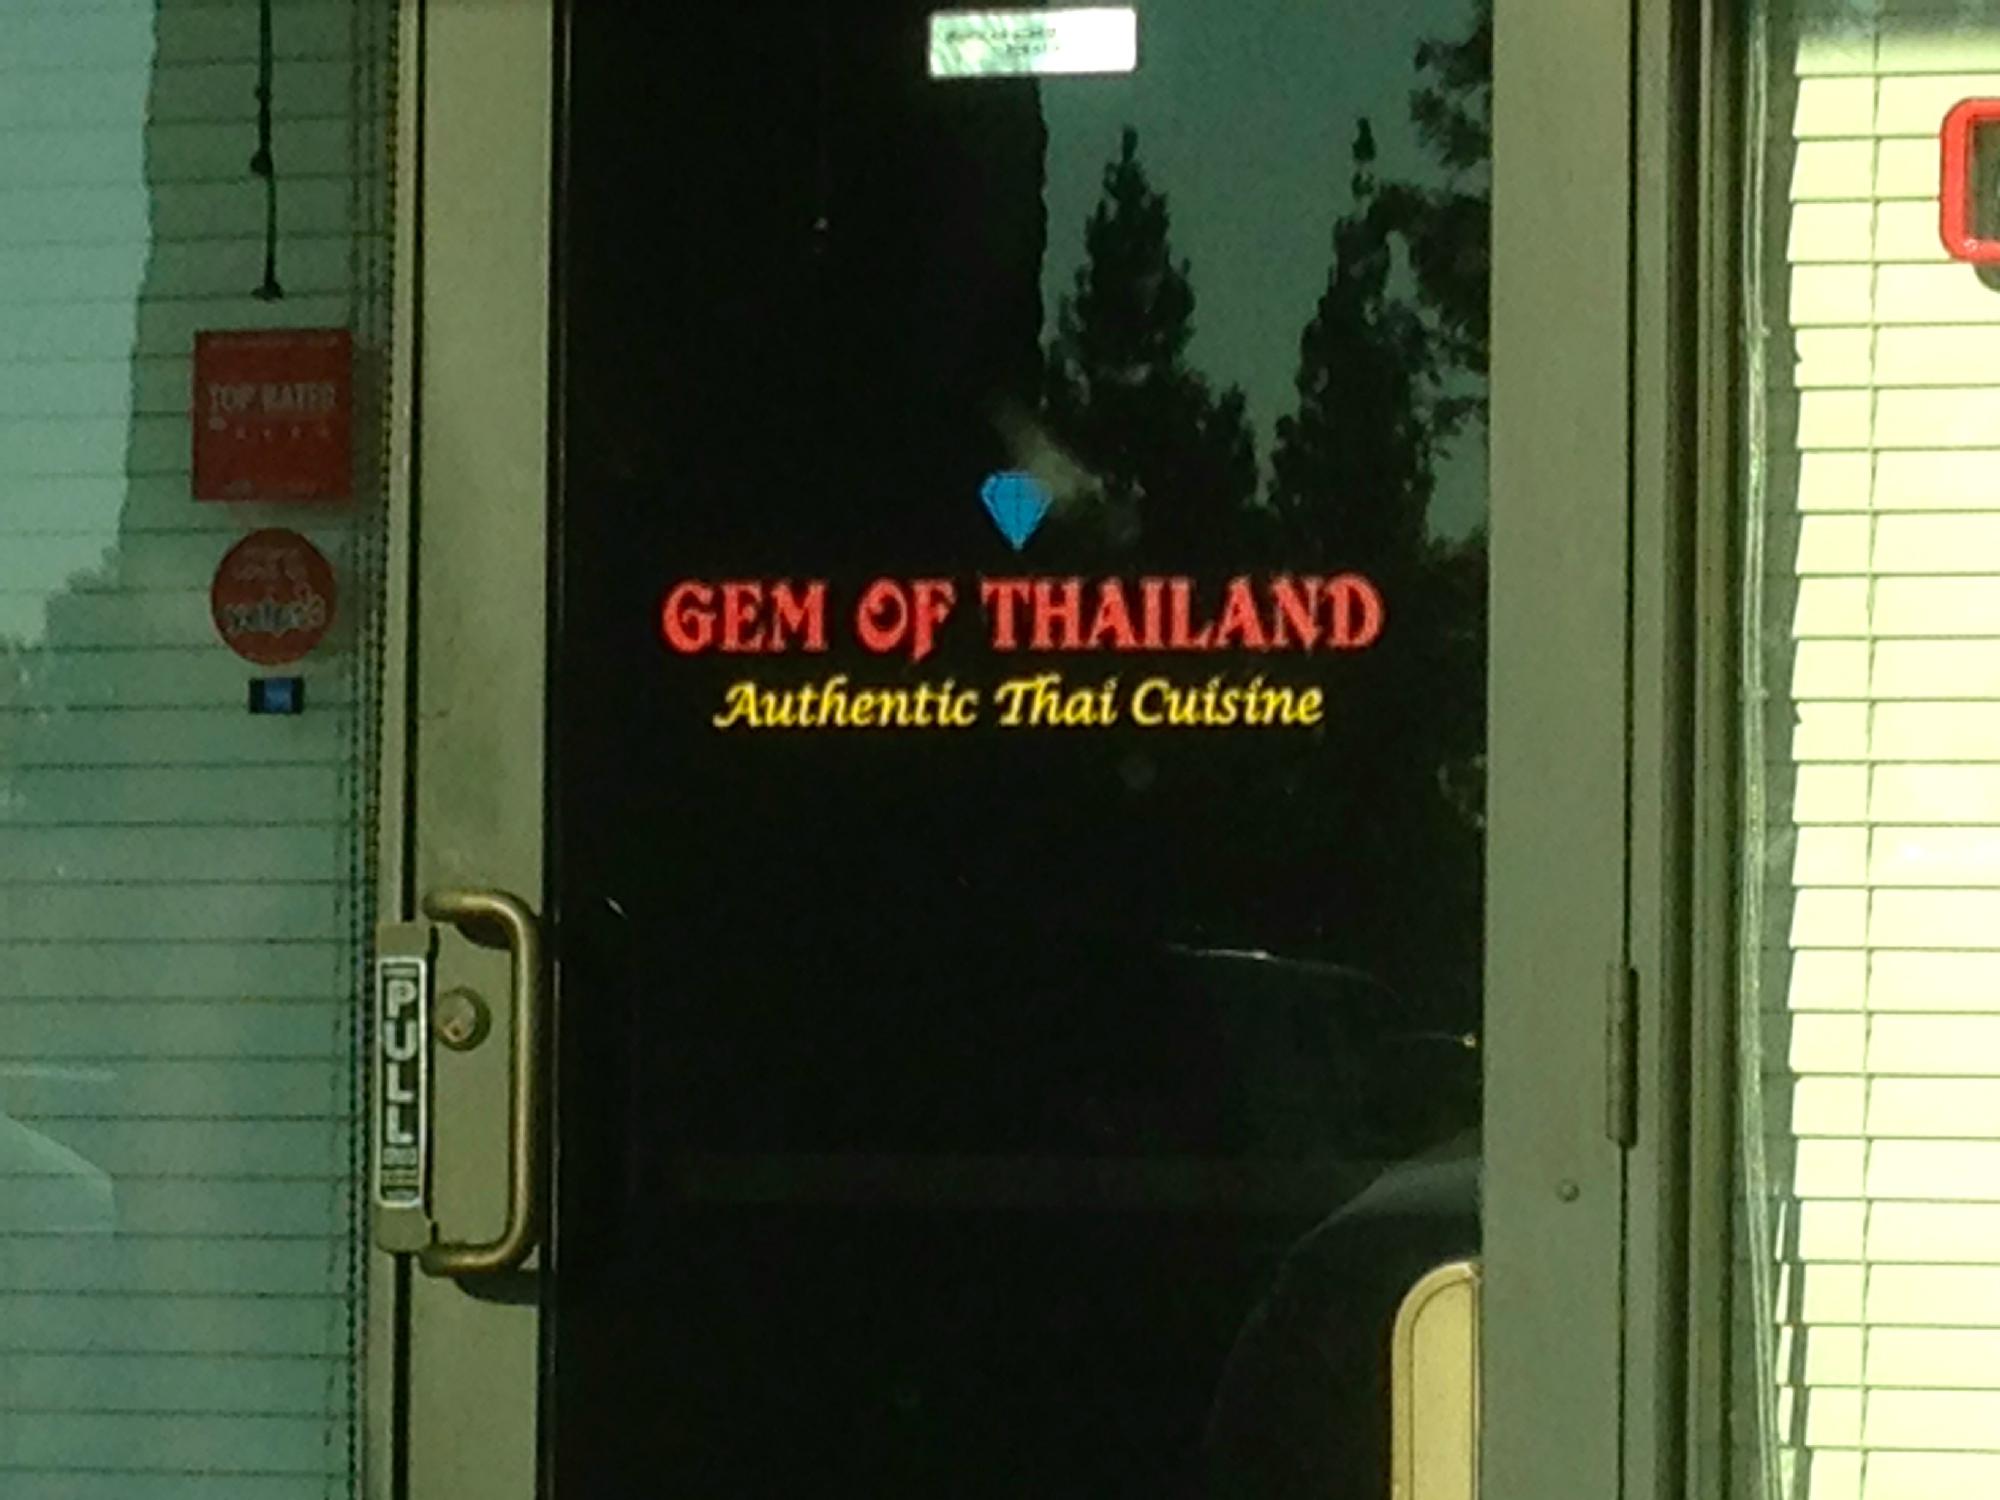 TOP RATED
GEM OF THAILAND
Authentic Thai Cuisine
PULL